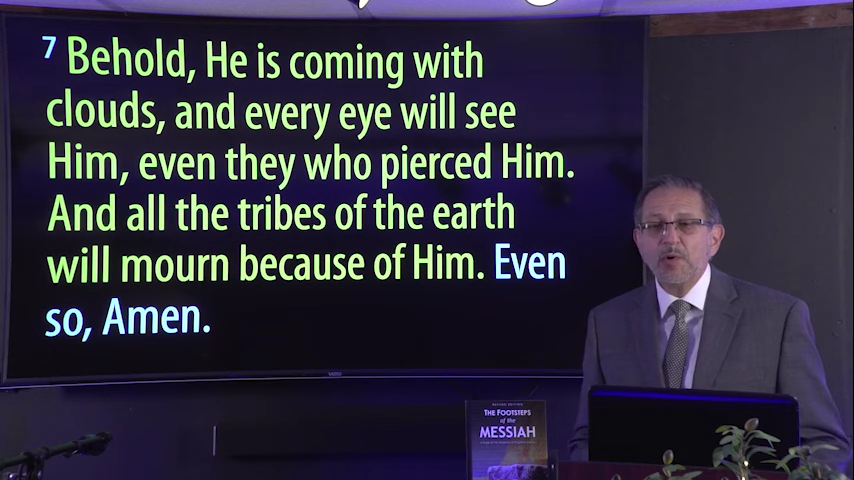 7 Behold, He is coming with
clouds, and every eye will see
Him, even they who pierced Him.
And all the tribes of the earth
will mourn because of Him. Even
so, Amen.
REVISED EDITION
THE FOOTSTEPS
of the
MESSIAH